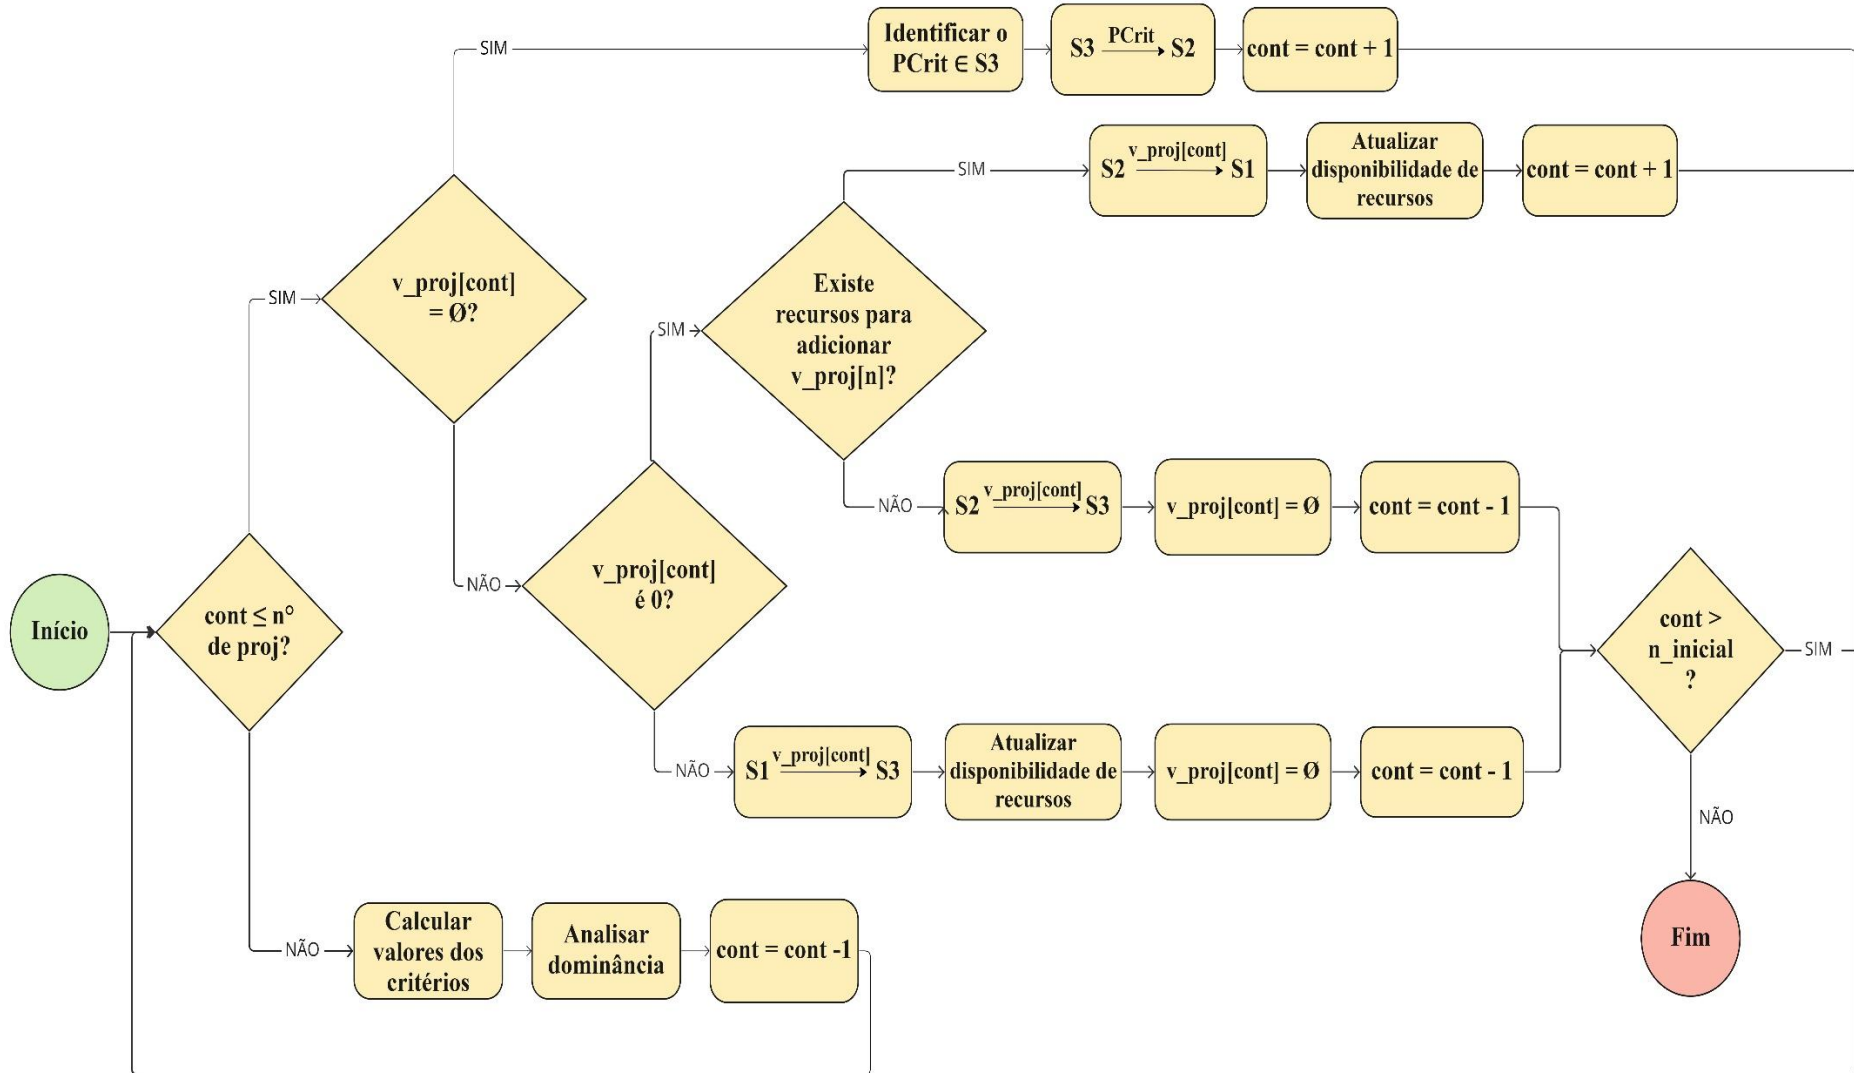 SIM
Identificar o
PCrit ∈ S3
S3 PCrit→ S2
cont = cont + 1
SIM
S2 v_proj[cont]→ S1
Atualizar
disponibilidade de
recursos
cont = cont + 1
SIM
v_proj[cont]
= Ø?
SIM
Existe
recursos para
adicionar
v_proj[n]?
NÃO
S2 v_proj[cont]→ S3
v_proj[cont] = Ø
cont = cont - 1
NÃO
v_proj[cont]
é 0?
Início
cont ≤ n°
de proj?
cont >
n_inicial
?
SIM
NÃO
S1 v_proj[cont]→ S3
Atualizar
disponibilidade de
recursos
v_proj[cont] = Ø
cont = cont - 1
NÃO
NÃO
Calcular
valores dos
critérios
Analisar
dominância
cont = cont -1
Fim